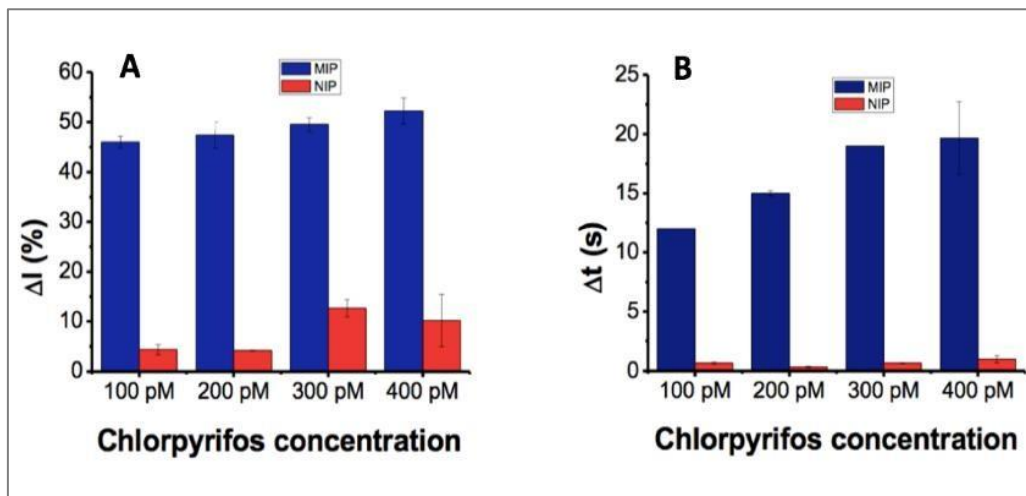 A
MIP
NIP
60
50
40
30
20
10
0
ΔI (%)
100 pM 200 pM 300 pM 400 pM
Chlorpyrifos concentration
B
MIP
NIP
25
20
15
10
5
0
Δt (s)
100 pM 200 pM 300 pM 400 pM
Chlorpyrifos concentration